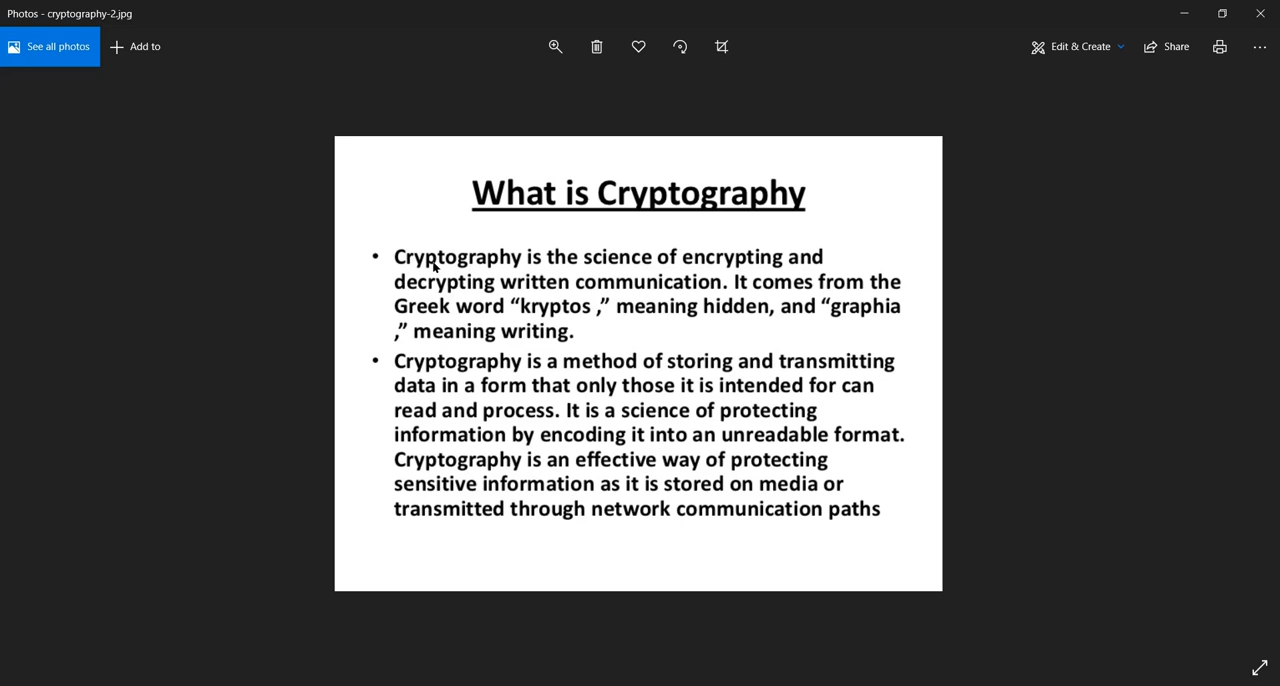 Photos - cryptography-2.jpg
See all photos
Add to
Edit & Create
Share
What is Cryptography
• Cryptography is the science of encrypting and
decrypting written communication. It comes from the
Greek word “kryptos ,” meaning hidden, and “graphia
,” meaning writing.
• Cryptography is a method of storing and transmitting
data in a form that only those it is intended for can
read and process. It is a science of protecting
information by encoding it into an unreadable format.
Cryptography is an effective way of protecting
sensitive information as it is stored on media or
transmitted through network communication paths